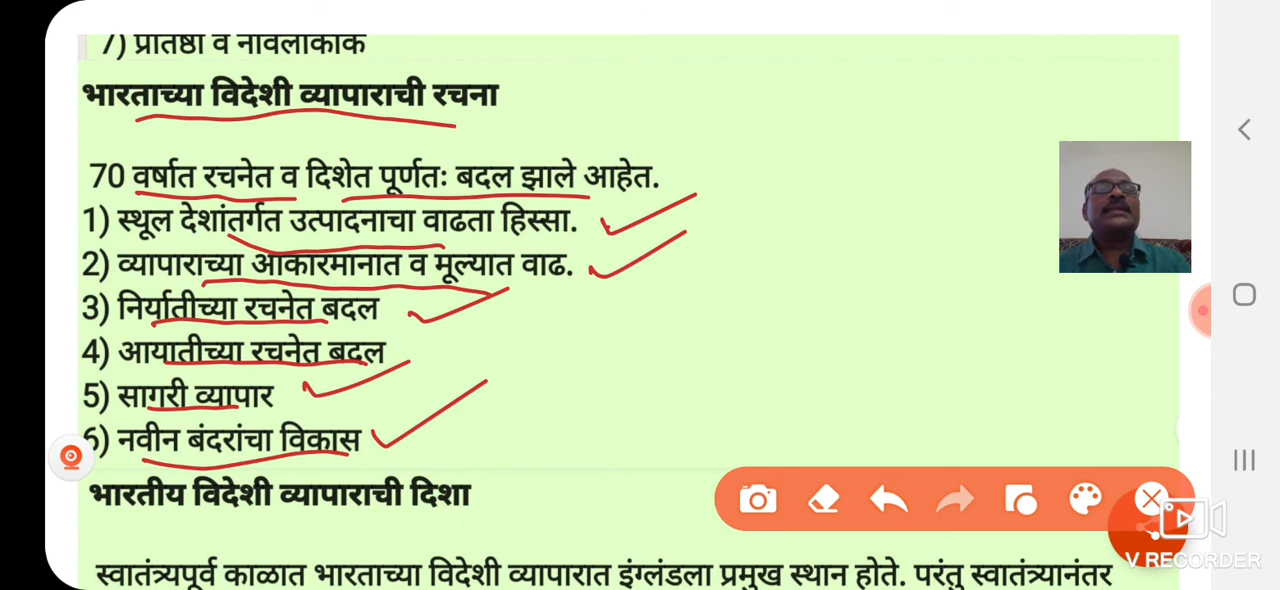 7) प्रतिष्ठा व नावलौकीक
भारताच्या विदेशी व्यापाराची रचना
70 वर्षात रचनेत व दिशेत पूर्णतः बदल झाले आहेत.
1) स्थूल देशांतर्गत उत्पादनाचा वाढता हिस्सा.
2) व्यापाराच्या आकारमानात व मूल्यात वाढ.
3) निर्यातीच्या रचनेत बदल
4) आयातीच्या रचनेत बदल
5) सागरी व्यापार
6) नवीन बंदरांचा विकास
भारतीय विदेशी व्यापाराची दिशा
स्वातंत्र्यपूर्व काळात भारताच्या विदेशी व्यापारात इंग्लंडला प्रमुख स्थान होते. परंतु स्वातंत्र्यानंतर
V RECORDER